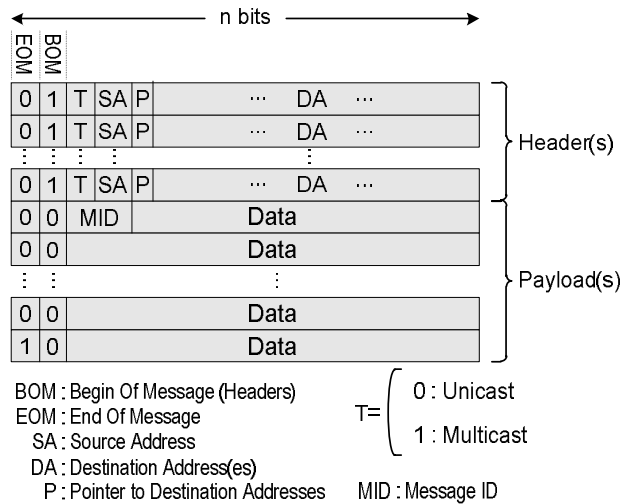 n bits
EOM BOM
0 1 T SA P ... DA ...
0 1 T SA P ... DA ...
0 1 T SA P ... DA ...
Header(s)
0 0 MID Data
0 0 Data
0 0 Data
1 0 Data
Payload(s)
BOM : Begin Of Message (Headers)
EOM : End Of Message
SA : Source Address
DA : Destination Address(es)
P : Pointer to Destination Addresses
T= 0 : Unicast
1 : Multicast
MID : Message ID